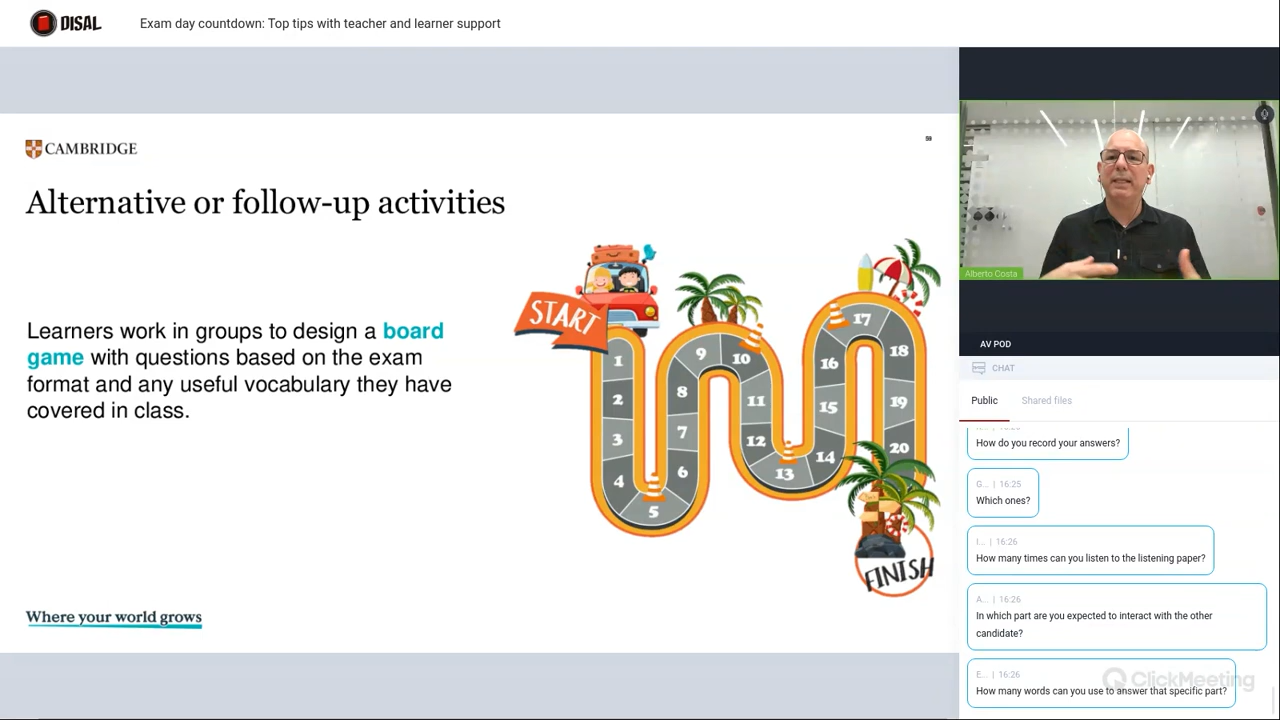 DISAL
Exam day countdown: Top tips with teacher and learner support
CAMBRIDGE
59
Alternative or follow-up activities
Learners work in groups to design a board
game with questions based on the exam
format and any useful vocabulary they have
covered in class.
START
1
2
3
4
5
6
7
8
9
10
11
12
13
14
15
16
17
18
19
20
FINISH
Where your world grows
Alberto Costa
AV POD
CHAT
Public
Shared files
How do you record your answers?
G... | 16:25
Which ones?
I... | 16:26
How many times can you listen to the listening paper?
A... | 16:26
In which part are you expected to interact with the other
candidate?
E... | 16:26
How many words can you use to answer that specific part?
ClickMeeting